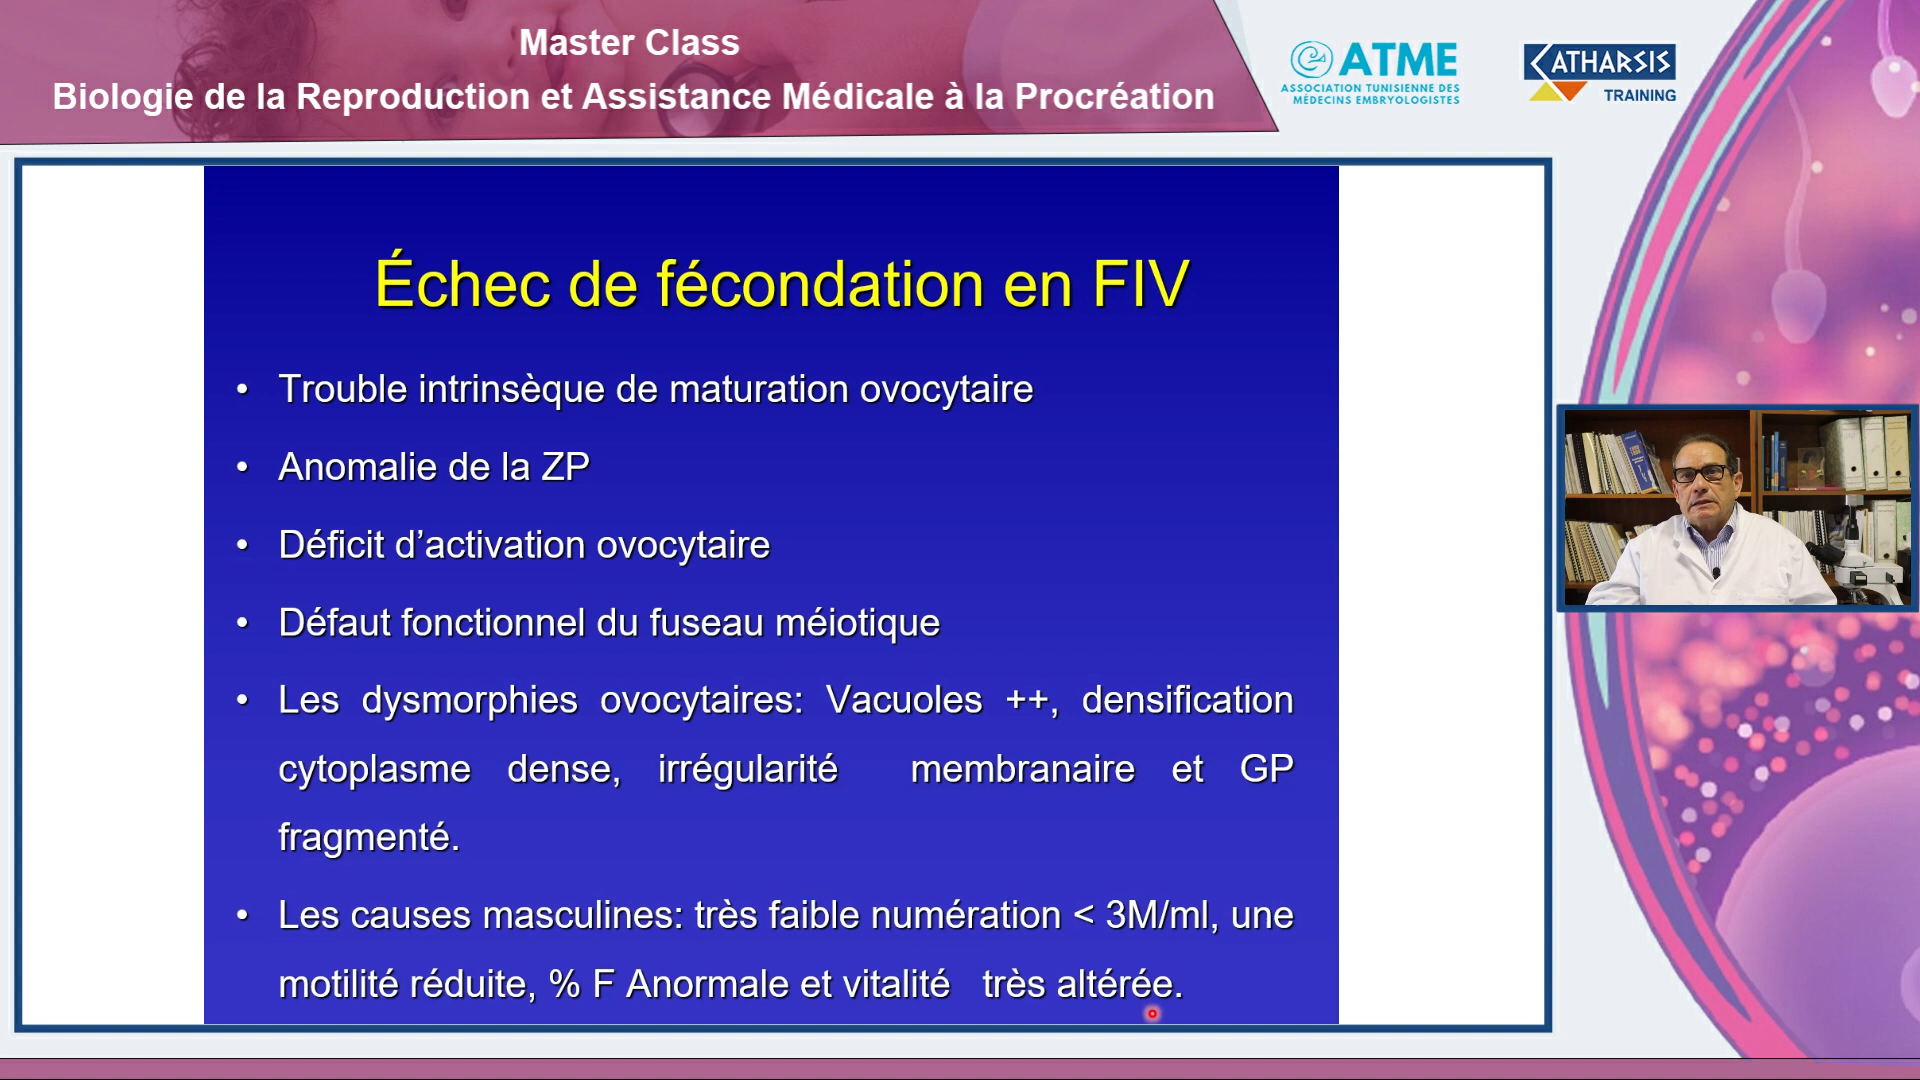 Master Class
Biologie de la Reproduction et Assistance Médicale à la Procréation
ATME
ASSOCIATION TUNISIENNE DES
MÉDECINS EMBRYOLOGISTES
KATHARSIS
TRAINING
Échec de fécondation en FIV
• Trouble intrinsèque de maturation ovocytaire
• Anomalie de la ZP
• Déficit d’activation ovocytaire
• Défaut fonctionnel du fuseau méiotique
• Les dysmorphies ovocytaires: Vacuoles ++, densification
cytoplasme dense, irrégularité membranaire et GP
fragmenté.
• Les causes masculines: très faible numération < 3M/ml, une
motilité réduite, % F Anormale et vitalité très altérée.